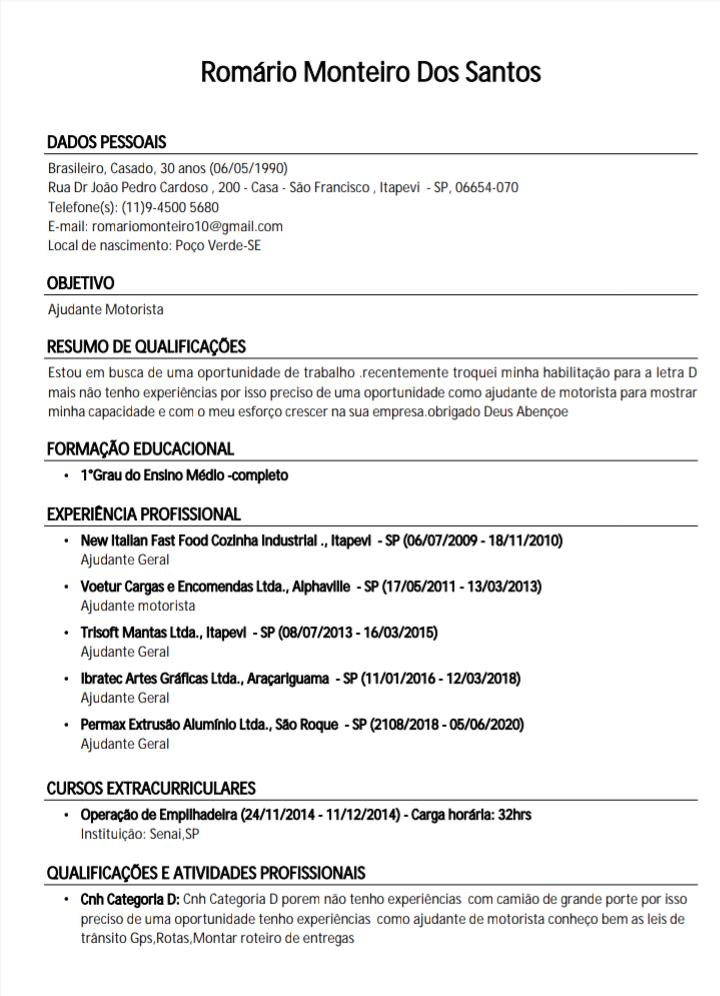 Romário Monteiro Dos Santos
DADOS PESSOAIS
Brasileiro, Casado, 30 anos (06/05/1990)
Rua Dr João Pedro Cardoso , 200 - Casa - São Francisco , Itapevi - SP, 06654-070
Telefone(s): (11)9-4500 5680
E-mail: romariomonteiro10@gmail.com
Local de nascimento: Poço Verde-SE
OBJETIVO
Ajudante Motorista
RESUMO DE QUALIFICAÇÕES
Estou em busca de uma oportunidade de trabalho .recentemente troquei minha habilitação para a letra D
mais não tenho experiências por isso preciso de uma oportunidade como ajudante de motorista para mostrar
minha capacidade e com o meu esforço crescer na sua empresa.obrigado Deus Abençoe
FORMAÇÃO EDUCACIONAL
• 1°Grau do Ensino Médio -completo
EXPERIÊNCIA PROFISSIONAL
• New Italian Fast Food Cozinha Industrial ., Itapevi - SP (06/07/2009 - 18/11/2010)
Ajudante Geral
• Voetur Cargas e Encomendas Ltda., Alphaville - SP (17/05/2011 - 13/03/2013)
Ajudante motorista
• Trisoft Mantas Ltda., Itapevi - SP (08/07/2013 - 16/03/2015)
Ajudante Geral
• Ibratec Artes Gráficas Ltda., Araçariguama - SP (11/01/2016 - 12/03/2018)
Ajudante Geral
• Permax Extrusão Alumínio Ltda., São Roque - SP (2108/2018 - 05/06/2020)
Ajudante Geral
CURSOS EXTRACURRICULARES
• Operação de Empilhadeira (24/11/2014 - 11/12/2014) - Carga horária: 32hrs
Instituição: Senai,SP
QUALIFICAÇÕES E ATIVIDADES PROFISSIONAIS
• Cnh Categoria D: Cnh Categoria D porem não tenho experiências com camião de grande porte por isso
preciso de uma oportunidade tenho experiências como ajudante de motorista conheço bem as leis de
trânsito Gps,Rotas,Montar roteiro de entregas